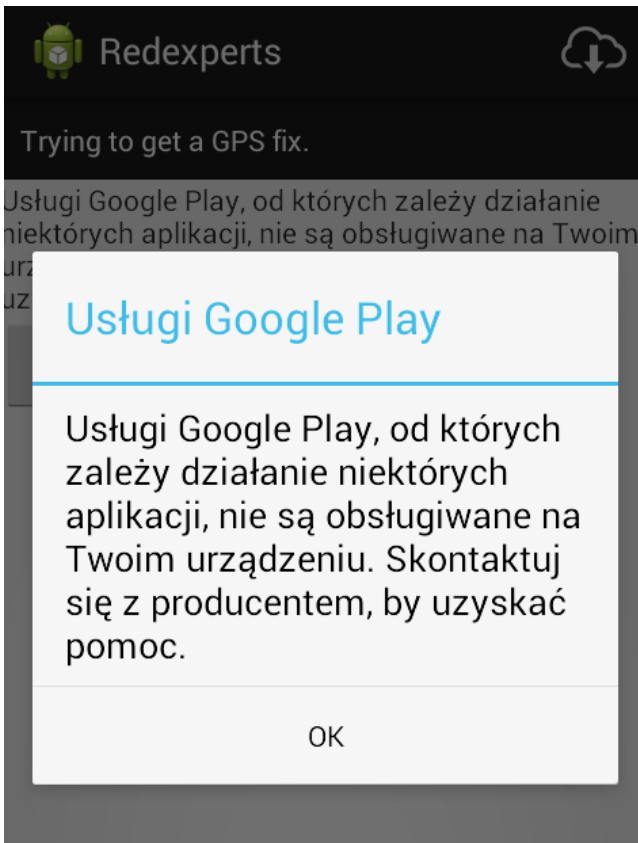 Redexperts
Trying to get a GPS fix.
Usługi Google Play, od których zależy działanie
niektórych aplikacji, nie są obsługiwane na Twoim
Usługi Google Play
Usługi Google Play, od których
zależy działanie niektórych
aplikacji, nie są obsługiwane na
Twoim urządzeniu. Skontaktuj
się z producentem, by uzyskać
pomoc.
OK